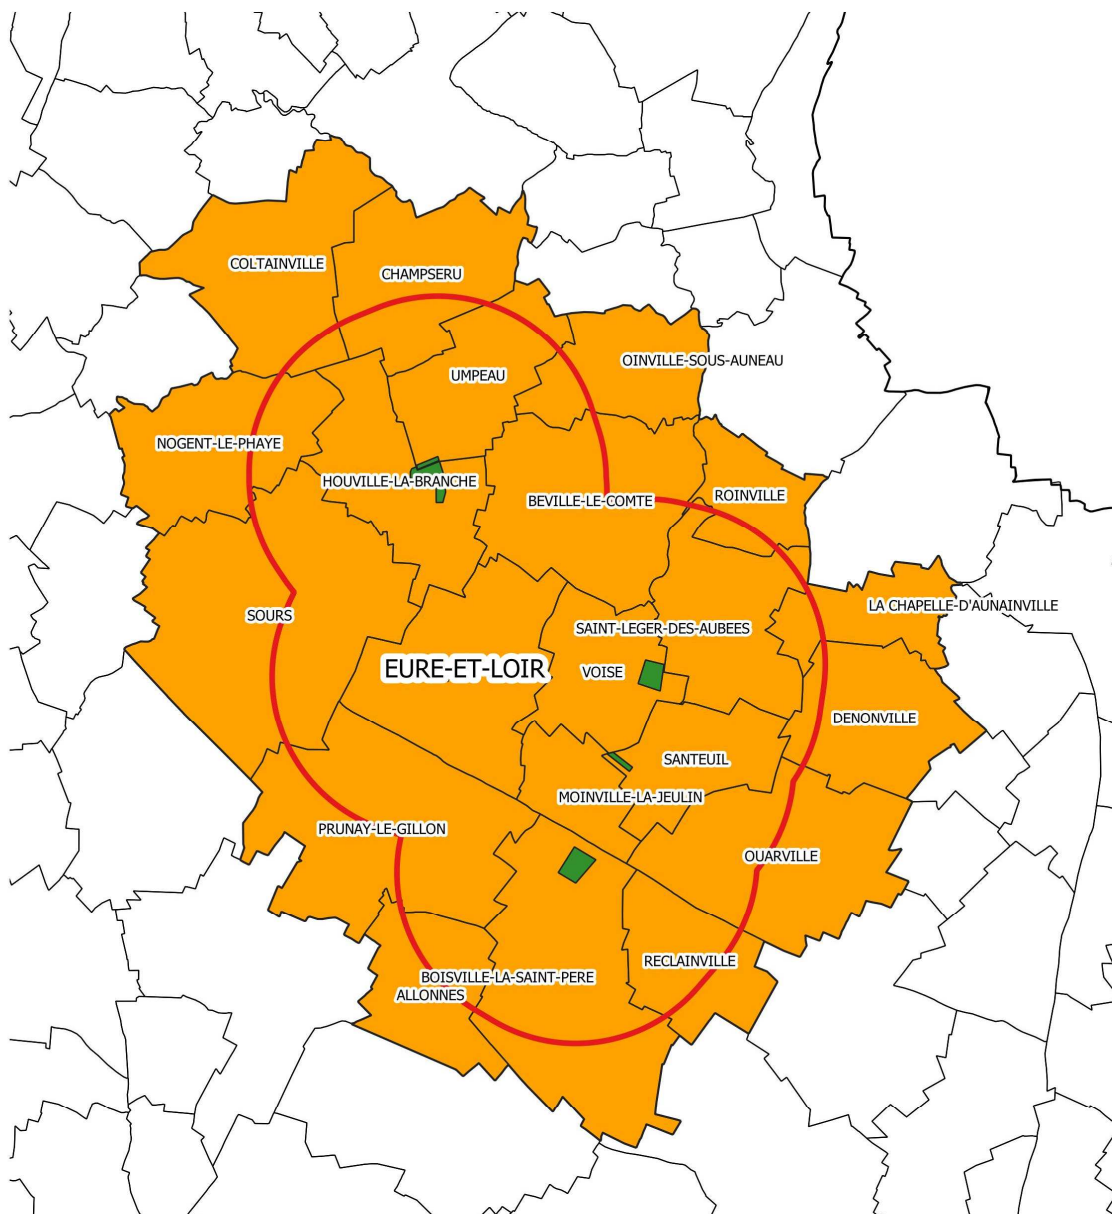 COLTAINVILLE
CHAMPSERU
OINVILLE-SOUS-AUNEAU
UMPEAU
NOGENT-LE-PHAYE
HOUVILLE-LA-BRANCHE
ROINVILLE
BEVILLE-LE-COMTE
LA CHAPELLE-D'AUNAINVILLE
SOURS
SAINT-LEGER-DES-AUBEES
EURE-ET-LOIR
VOISE
DENONVILLE
SANTEUIL
MOINVILLE-LA-JEULIN
PRUNAY-LE-GILLON
OUARVILLE
RECLAINVILLE
BOISVILLE-LA-SAINT-PERE
ALLONNES